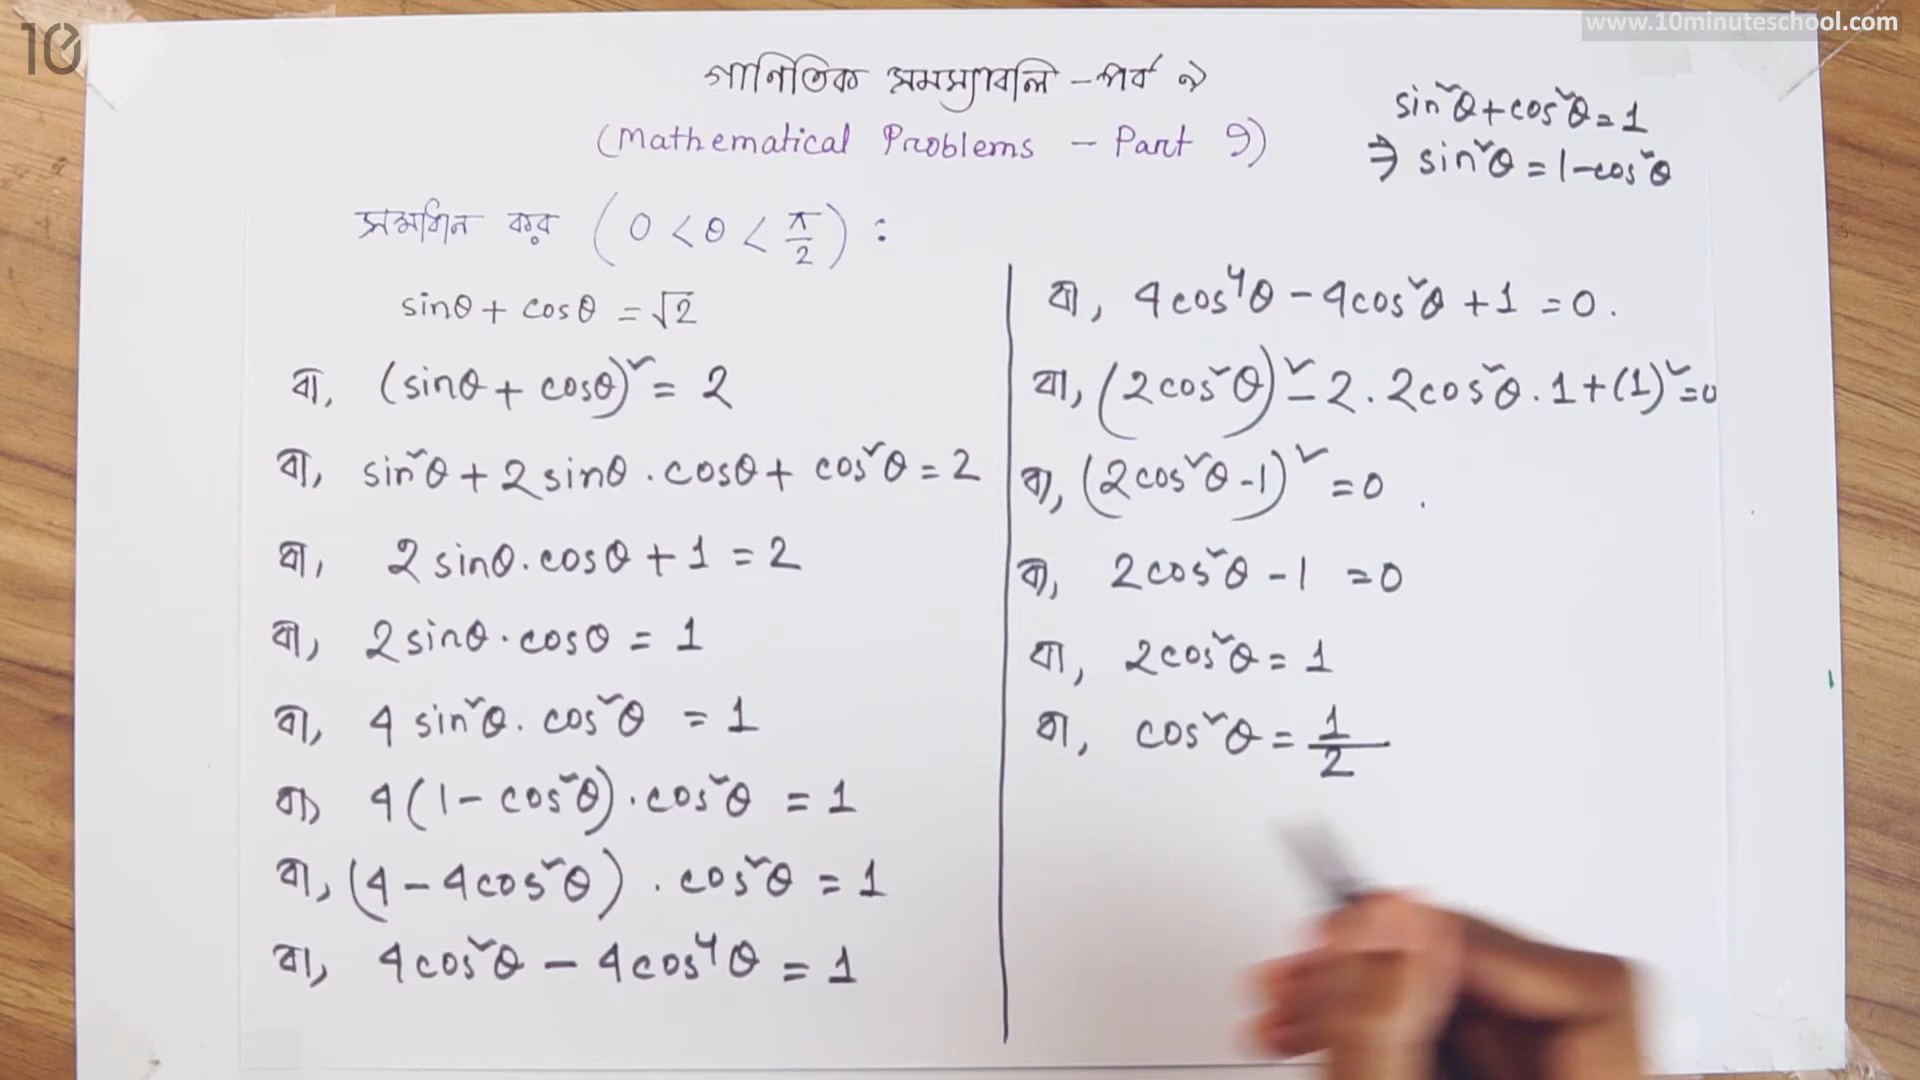 10
www.10minuteschool.com
গাণিতিক সমস্যাবলি - পর্ব ৯
(Mathematical Problems - Part 9)
sin²θ + cos²θ = 1
⇒ sin²θ = 1 - cos²θ
সমাধান কর (0 < θ < π/2) :
sinθ + cosθ = √2
বা, (sinθ + cosθ)² = 2
বা, sin²θ + 2 sinθ . cosθ + cos²θ = 2
বা, 2 sinθ . cosθ + 1 = 2
বা, 2 sinθ . cosθ = 1
বা, 4 sin²θ . cos²θ = 1
বা, 4(1 - cos²θ) . cos²θ = 1
বা, (4 - 4cos²θ) . cos²θ = 1
বা, 4cos²θ - 4cos⁴θ = 1
বা, 4cos⁴θ - 4cos²θ + 1 = 0 .
বা, (2cos²θ)² - 2 . 2cos²θ . 1 + (1)² = 0
বা, (2cos²θ - 1)² = 0 .
বা, 2cos²θ - 1 = 0
বা, 2cos²θ = 1
বা, cos²θ = 1/2